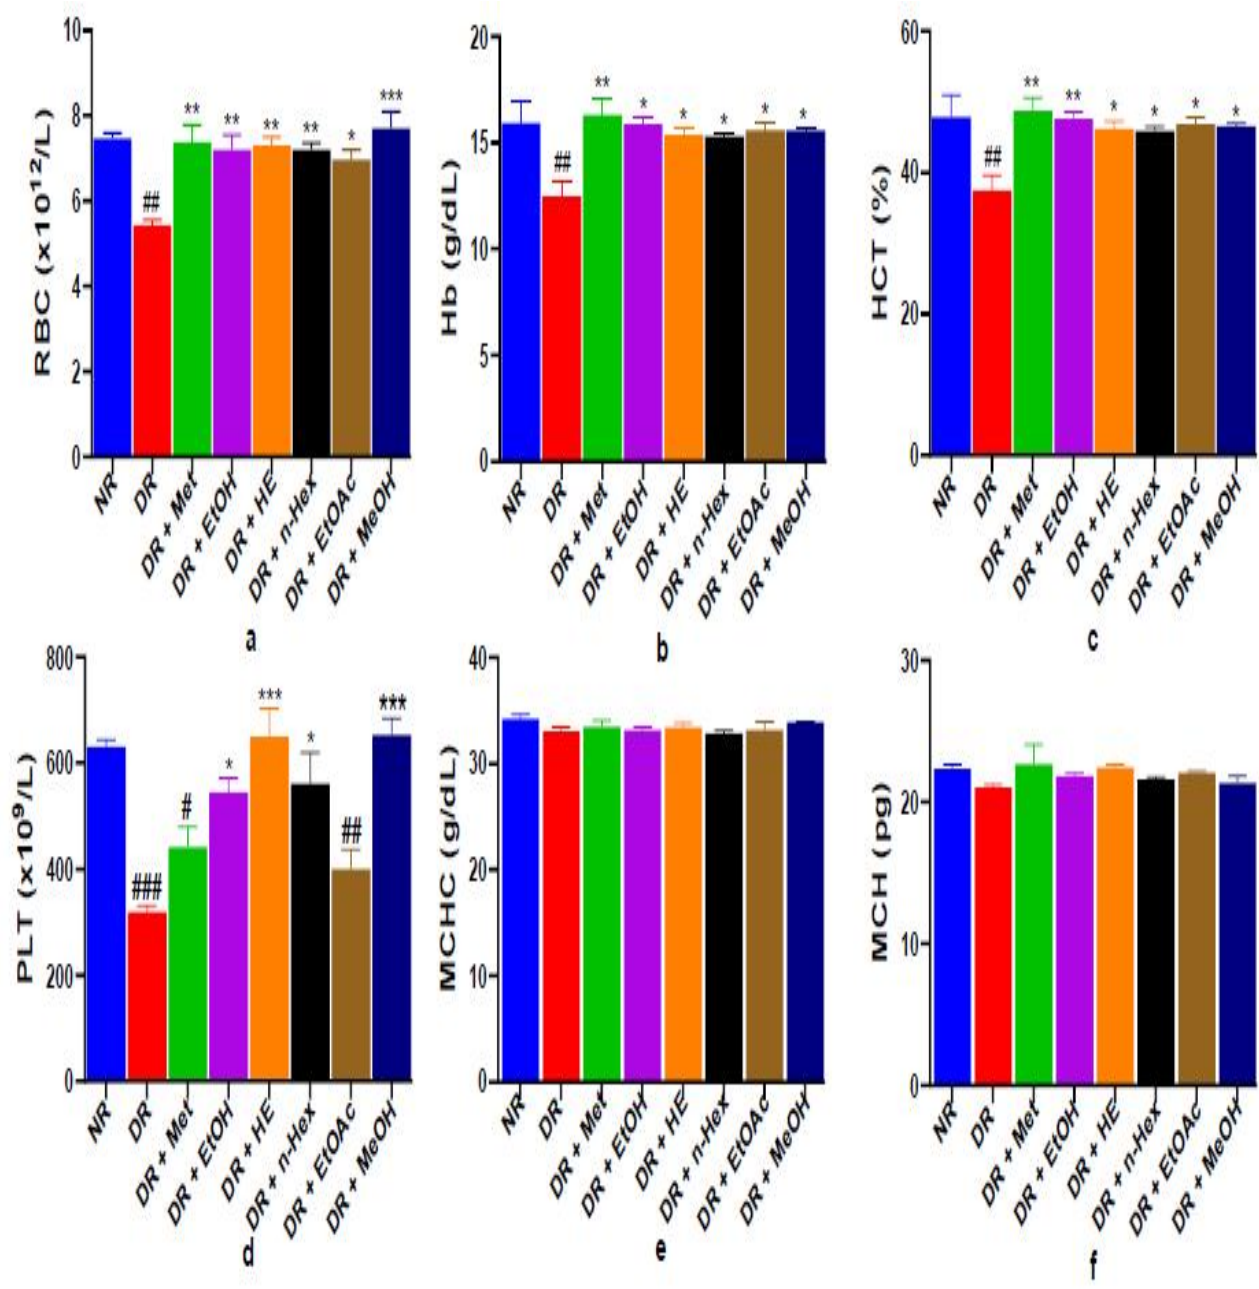 10
8
6
4
2
0
RBC (x10¹²/L)
##
**
**
**
**
*
***
NR
DR
DR + Met
DR + EtOH
DR + HE
DR + n-Hex
DR + EtOAc
DR + MeOH
a
20
15
10
5
0
Hb (g/dL)
##
**
*
*
*
*
*
NR
DR
DR + Met
DR + EtOH
DR + HE
DR + n-Hex
DR + EtOAc
DR + MeOH
b
60
40
20
0
HCT (%)
##
**
**
*
*
*
*
NR
DR
DR + Met
DR + EtOH
DR + HE
DR + n-Hex
DR + EtOAc
DR + MeOH
c
800
600
400
200
0
PLT (x10⁹/L)
###
#
*
***
*
##
***
NR
DR
DR + Met
DR + EtOH
DR + HE
DR + n-Hex
DR + EtOAc
DR + MeOH
d
40
30
20
10
0
MCHC (g/dL)
NR
DR
DR + Met
DR + EtOH
DR + HE
DR + n-Hex
DR + EtOAc
DR + MeOH
e
30
20
10
0
MCH (pg)
NR
DR
DR + Met
DR + EtOH
DR + HE
DR + n-Hex
DR + EtOAc
DR + MeOH
f